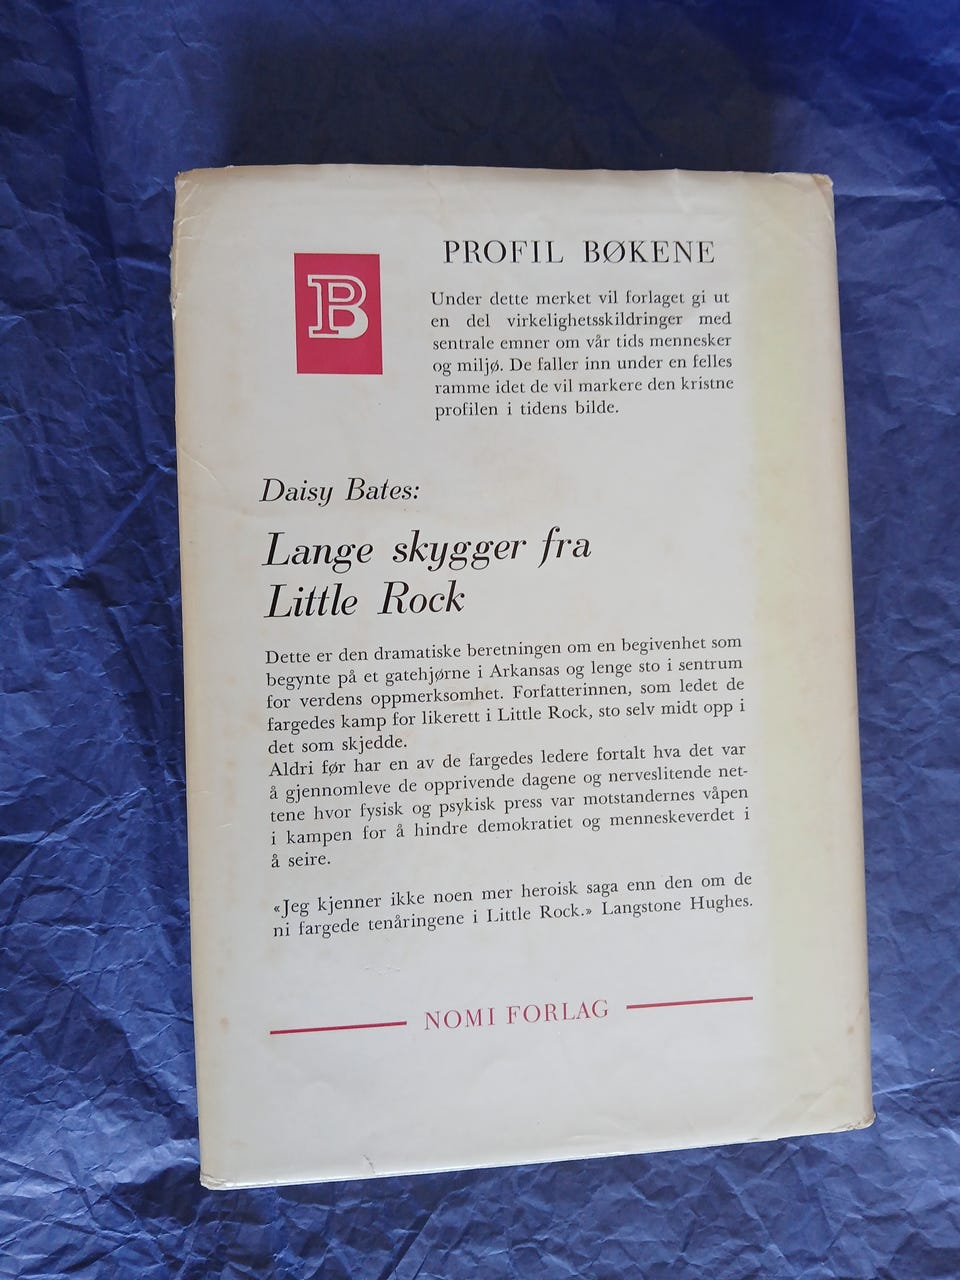 B
PROFIL BØKENE
Under dette merket vil forlaget gi ut
en del virkelighetsskildringer med
sentrale emner om vår tids mennesker
og miljø. De faller inn under en felles
ramme idet de vil markere den kristne
profilen i tidens bilde.
Daisy Bates:
Lange skygger fra
Little Rock
Dette er den dramatiske beretningen om en begivenhet som
begynte på et gatehjørne i Arkansas og lenge sto i sentrum
for verdens oppmerksomhet. Forfatterinnen, som ledet de
fargedes kamp for likerett i Little Rock, sto selv midt opp i
det som skjedde.
Aldri før har en av de fargedes ledere fortalt hva det var
å gjennomleve de opprivende dagene og nerveslitende net-
tene hvor fysisk og psykisk press var motstandernes våpen
i kampen for å hindre demokratiet og menneskeverdet i
å seire.
«Jeg kjenner ikke noen mer heroisk saga enn den om de
ni fargede tenåringene i Little Rock.» Langstone Hughes.
NOMI FORLAG